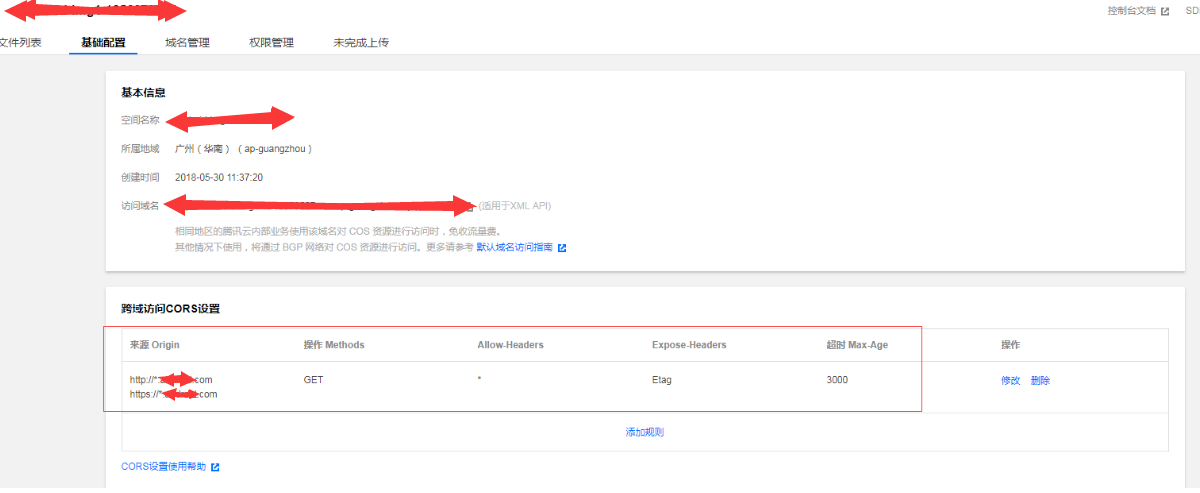 控制台文档
文件列表 基础配置 域名管理 权限管理 未完成上传
基本信息
空间名称
所属地域 广州（华南）（ap-guangzhou）
创建时间 2018-05-30 11:37:20
访问域名 (适用于XML API)
相同地区的腾讯云内部业务使用该域名对 COS 资源进行访问时，免收流量费。
其他情况下使用，将通过 BGP 网络对 COS 资源进行访问。更多请参考 默认域名访问指南
跨域访问CORS设置
来源 Origin 操作 Methods Allow-Headers Expose-Headers 超时 Max-Age 操作
http://*. .com GET * Etag 3000 修改 删除
https://*. .com
添加规则
CORS设置使用帮助